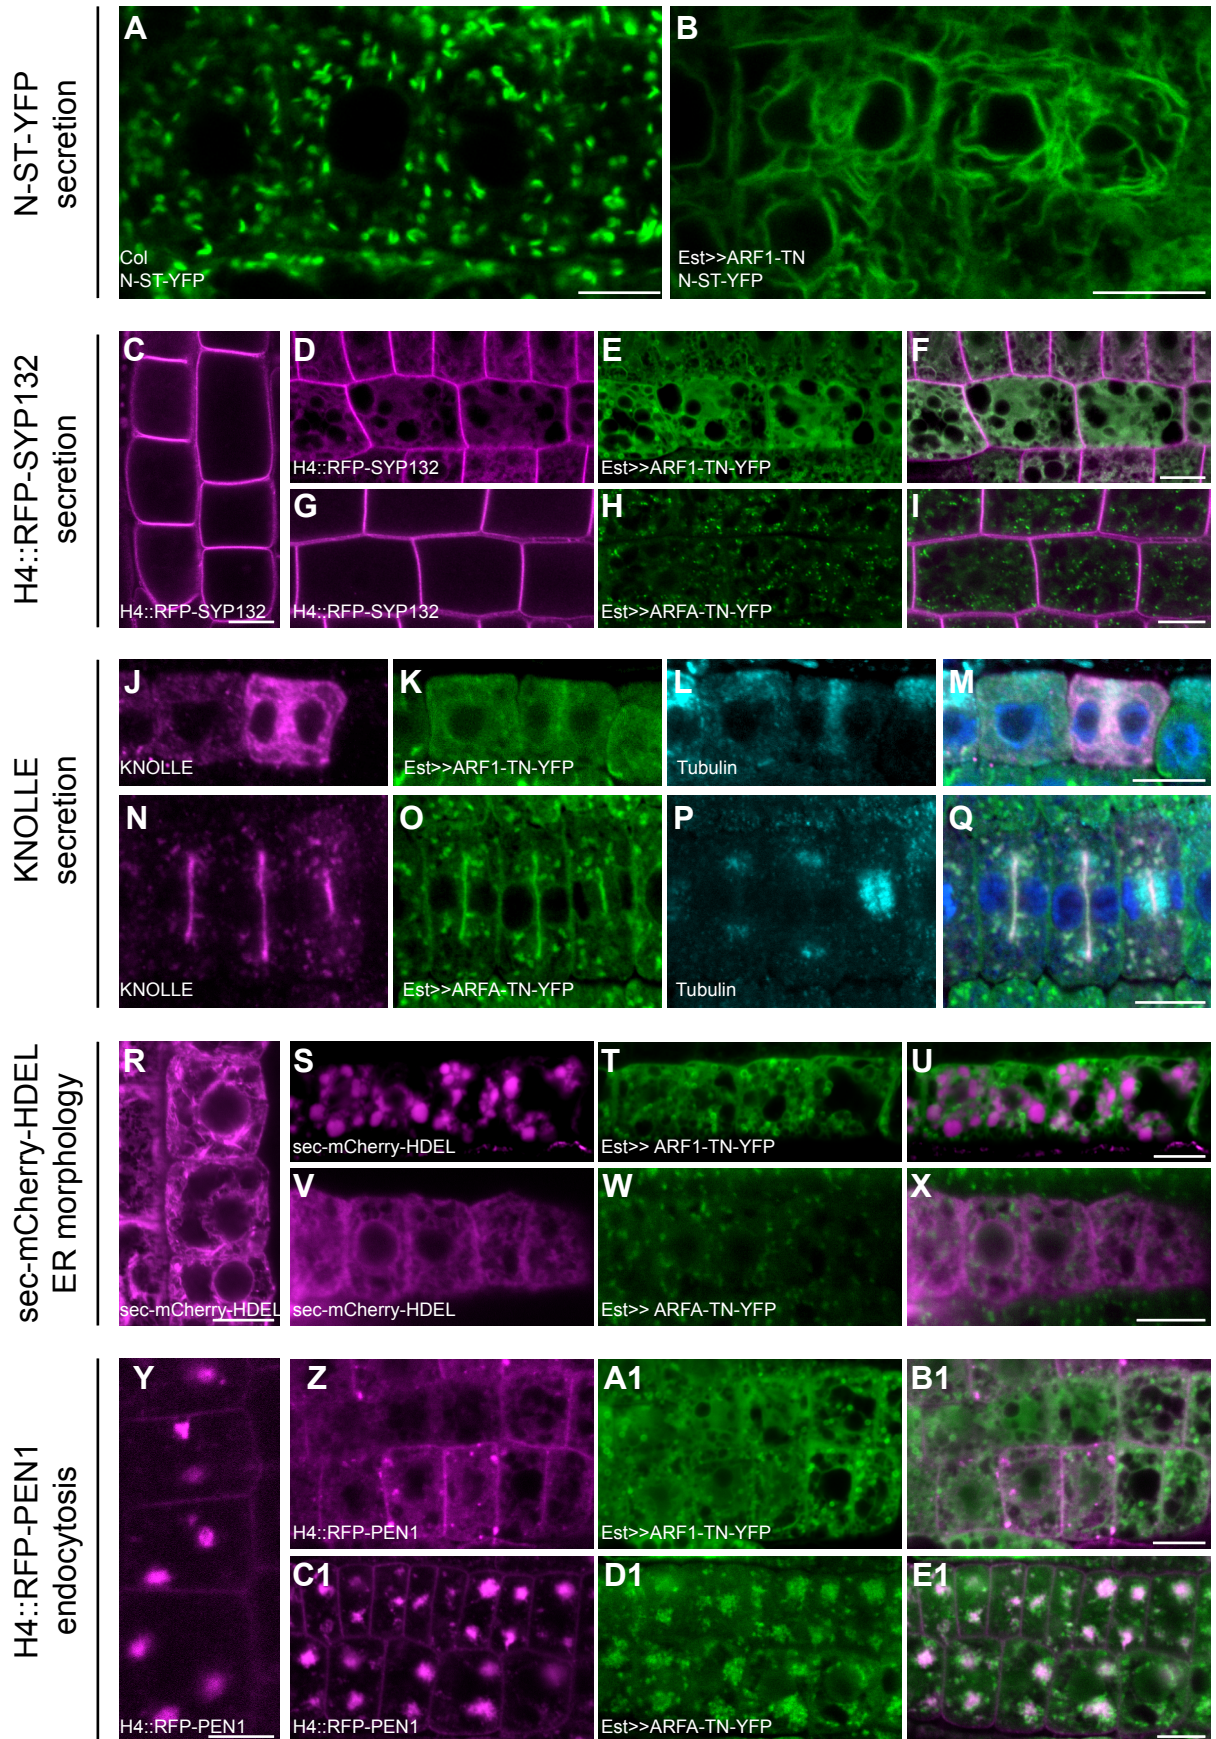 N-ST-YFP
secretion
A
Col
N-ST-YFP
B
Est>>ARF1-TN
N-ST-YFP
H4::RFP-SYP132
secretion
C
H4::RFP-SYP132
D
H4::RFP-SYP132
E
Est>>ARF1-TN-YFP
F
G
H4::RFP-SYP132
H
Est>>ARFA-TN-YFP
I
KNOLLE
secretion
J
KNOLLE
K
Est>>ARF1-TN-YFP
L
Tubulin
M
N
KNOLLE
O
Est>>ARFA-TN-YFP
P
Tubulin
Q
sec-mCherry-HDEL
ER morphology
R
sec-mCherry-HDEL
S
sec-mCherry-HDEL
T
Est>> ARF1-TN-YFP
U
V
sec-mCherry-HDEL
W
Est>> ARFA-TN-YFP
X
H4::RFP-PEN1
endocytosis
Y
H4::RFP-PEN1
Z
H4::RFP-PEN1
A1
Est>>ARF1-TN-YFP
B1
C1
H4::RFP-PEN1
D1
Est>>ARFA-TN-YFP
E1